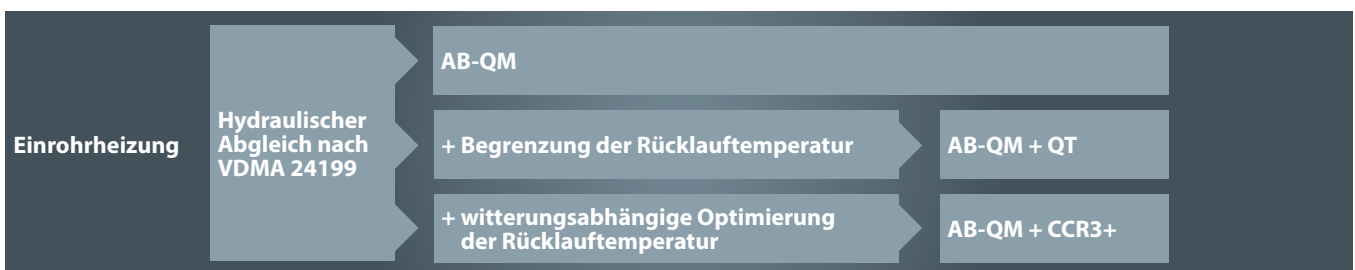 Einrohrheizung
Hydraulischer
Abgleich nach
VDMA 24199
AB-QM
+ Begrenzung der Rücklauftemperatur
AB-QM + QT
+ witterungsabhängige Optimierung
der Rücklauftemperatur
AB-QM + CCR3+